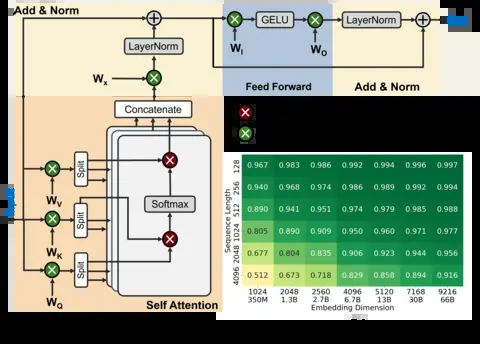 Add & Norm
LayerNorm
Wx
WI
GELU
WO
LayerNorm
Feed Forward
Add & Norm
Concatenate
Split
WV
Split
WK
Split
WQ
Softmax
Self Attention
Sequence Length
128 0.967 0.983 0.986 0.992 0.994 0.996 0.997
256 0.940 0.968 0.974 0.986 0.989 0.992 0.994
512 0.890 0.941 0.951 0.974 0.979 0.985 0.988
1024 0.805 0.890 0.909 0.950 0.960 0.971 0.977
2048 0.677 0.804 0.835 0.906 0.923 0.944 0.956
4096 0.512 0.673 0.718 0.829 0.858 0.894 0.916
1024 2048 2560 4096 5120 7168 9216
350M 1.3B 2.7B 6.7B 13B 30B 66B
Embedding Dimension